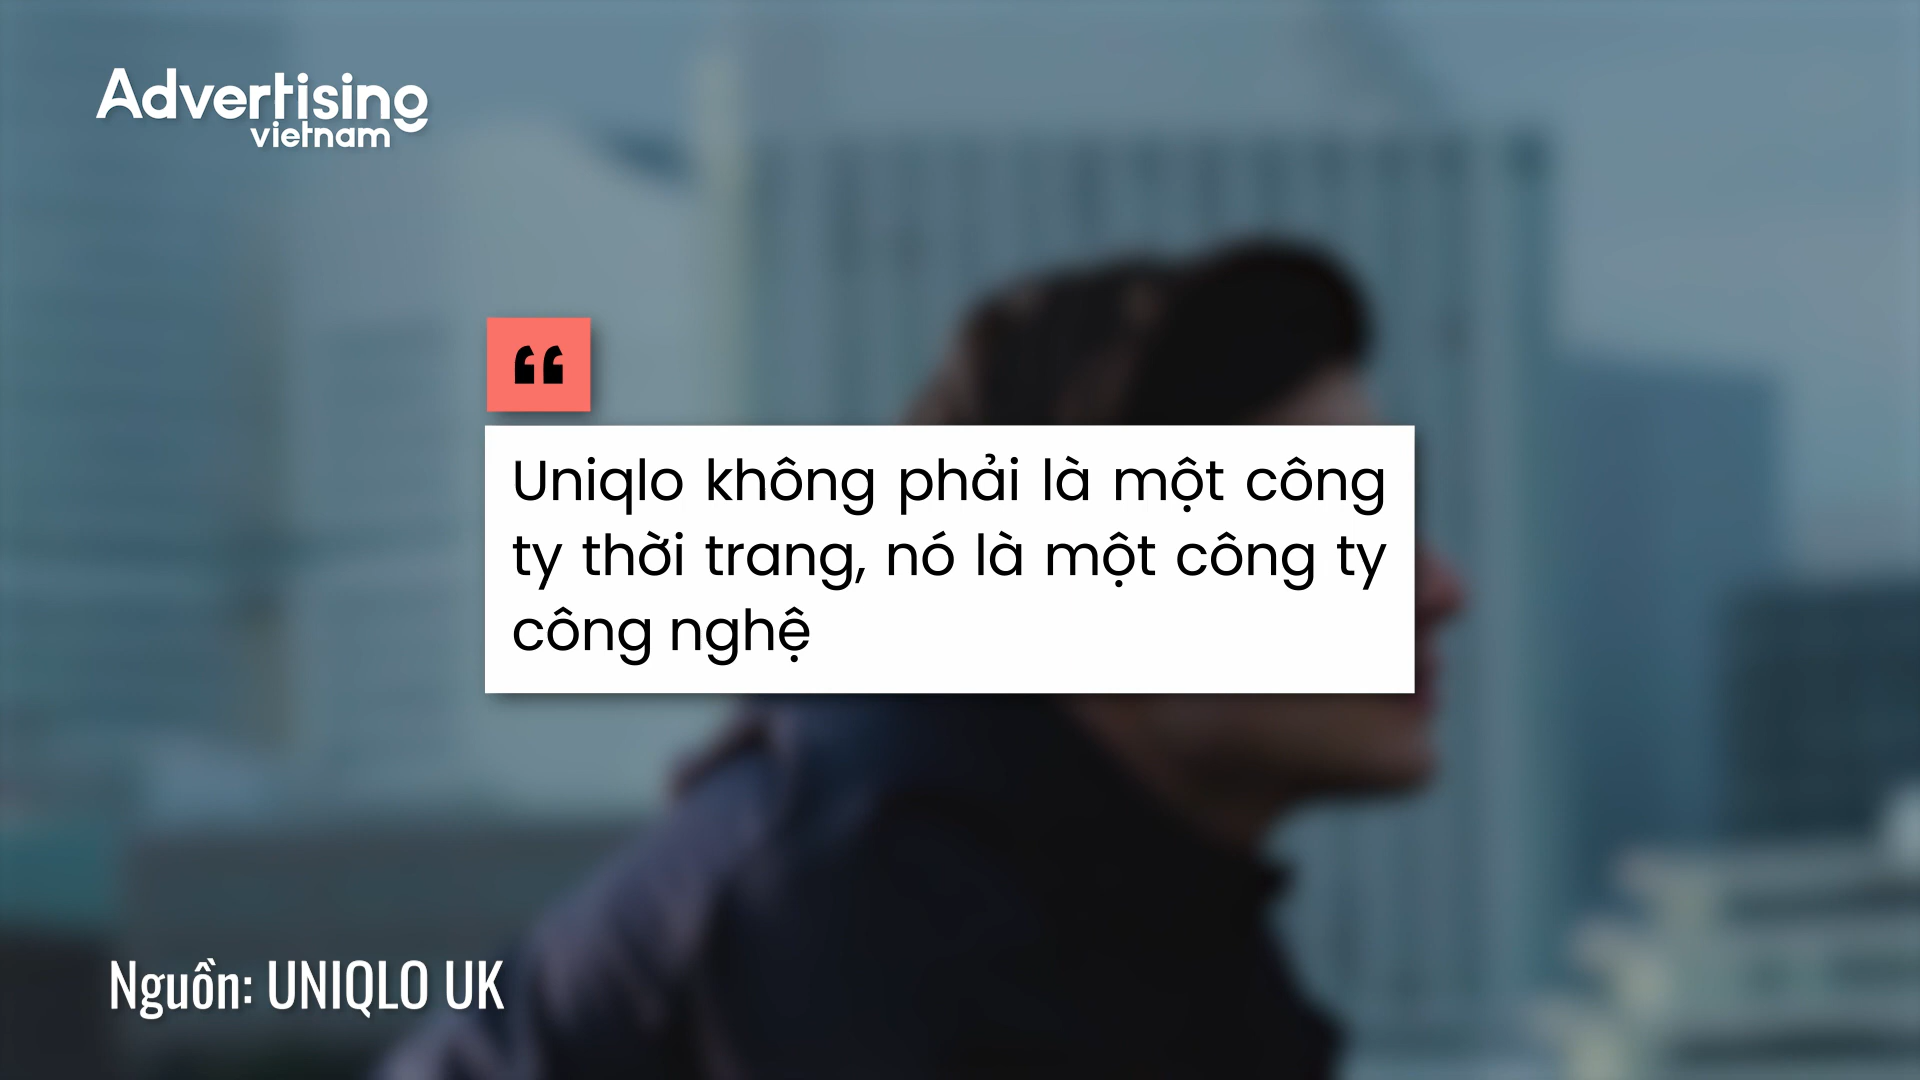 Advertising
vietnam
“
Uniqlo không phải là một công
ty thời trang, nó là một công ty
công nghệ
Nguồn: UNIQLO UK